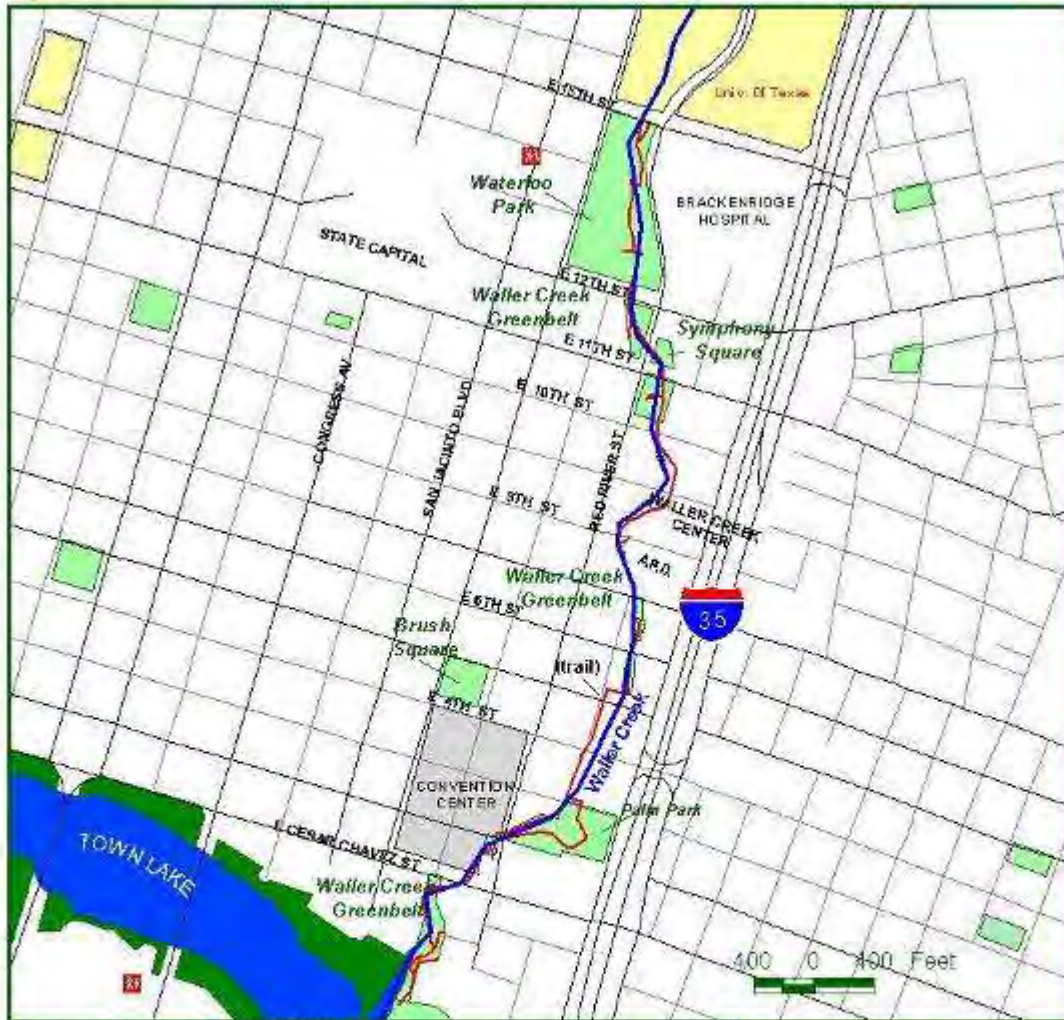 E 15TH ST
Univ. Of Texas
Waterloo
Park
BRACKENRIDGE
HOSPITAL
STATE CAPITAL
E 12TH ST
Waller Creek
Greenbelt
Symphony
Square
E 11TH ST
E 10TH ST
CONGRESS AV
SAN JACINTO BLVD
RED RIVER ST
WALLER CREEK
CENTER
Waller Creek
Greenbelt
E 6TH ST
35
Brush
Square
(trail)
E 4TH ST
Waller Creek
CONVENTION
CENTER
Palm Park
E CESAR CHAVEZ ST
TOWN LAKE
Waller Creek
Greenbelt
400 0 400 Feet